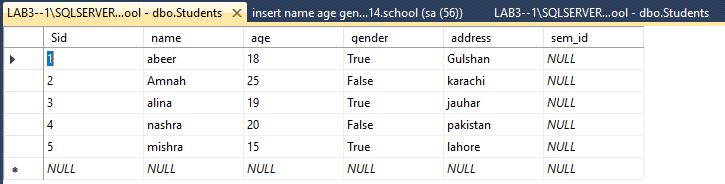 LAB3--1\SQLSERVER...ool - dbo.Students insert name age gen...14.school (sa (56)) LAB3--1\SQLSERVER...ool - dbo.Students
Sid name age gender address sem_id
1 abeer 18 True Gulshan NULL
2 Amnah 25 False karachi NULL
3 alina 19 True jauhar NULL
4 nashra 20 False pakistan NULL
5 mishra 15 True lahore NULL
NULL NULL NULL NULL NULL NULL